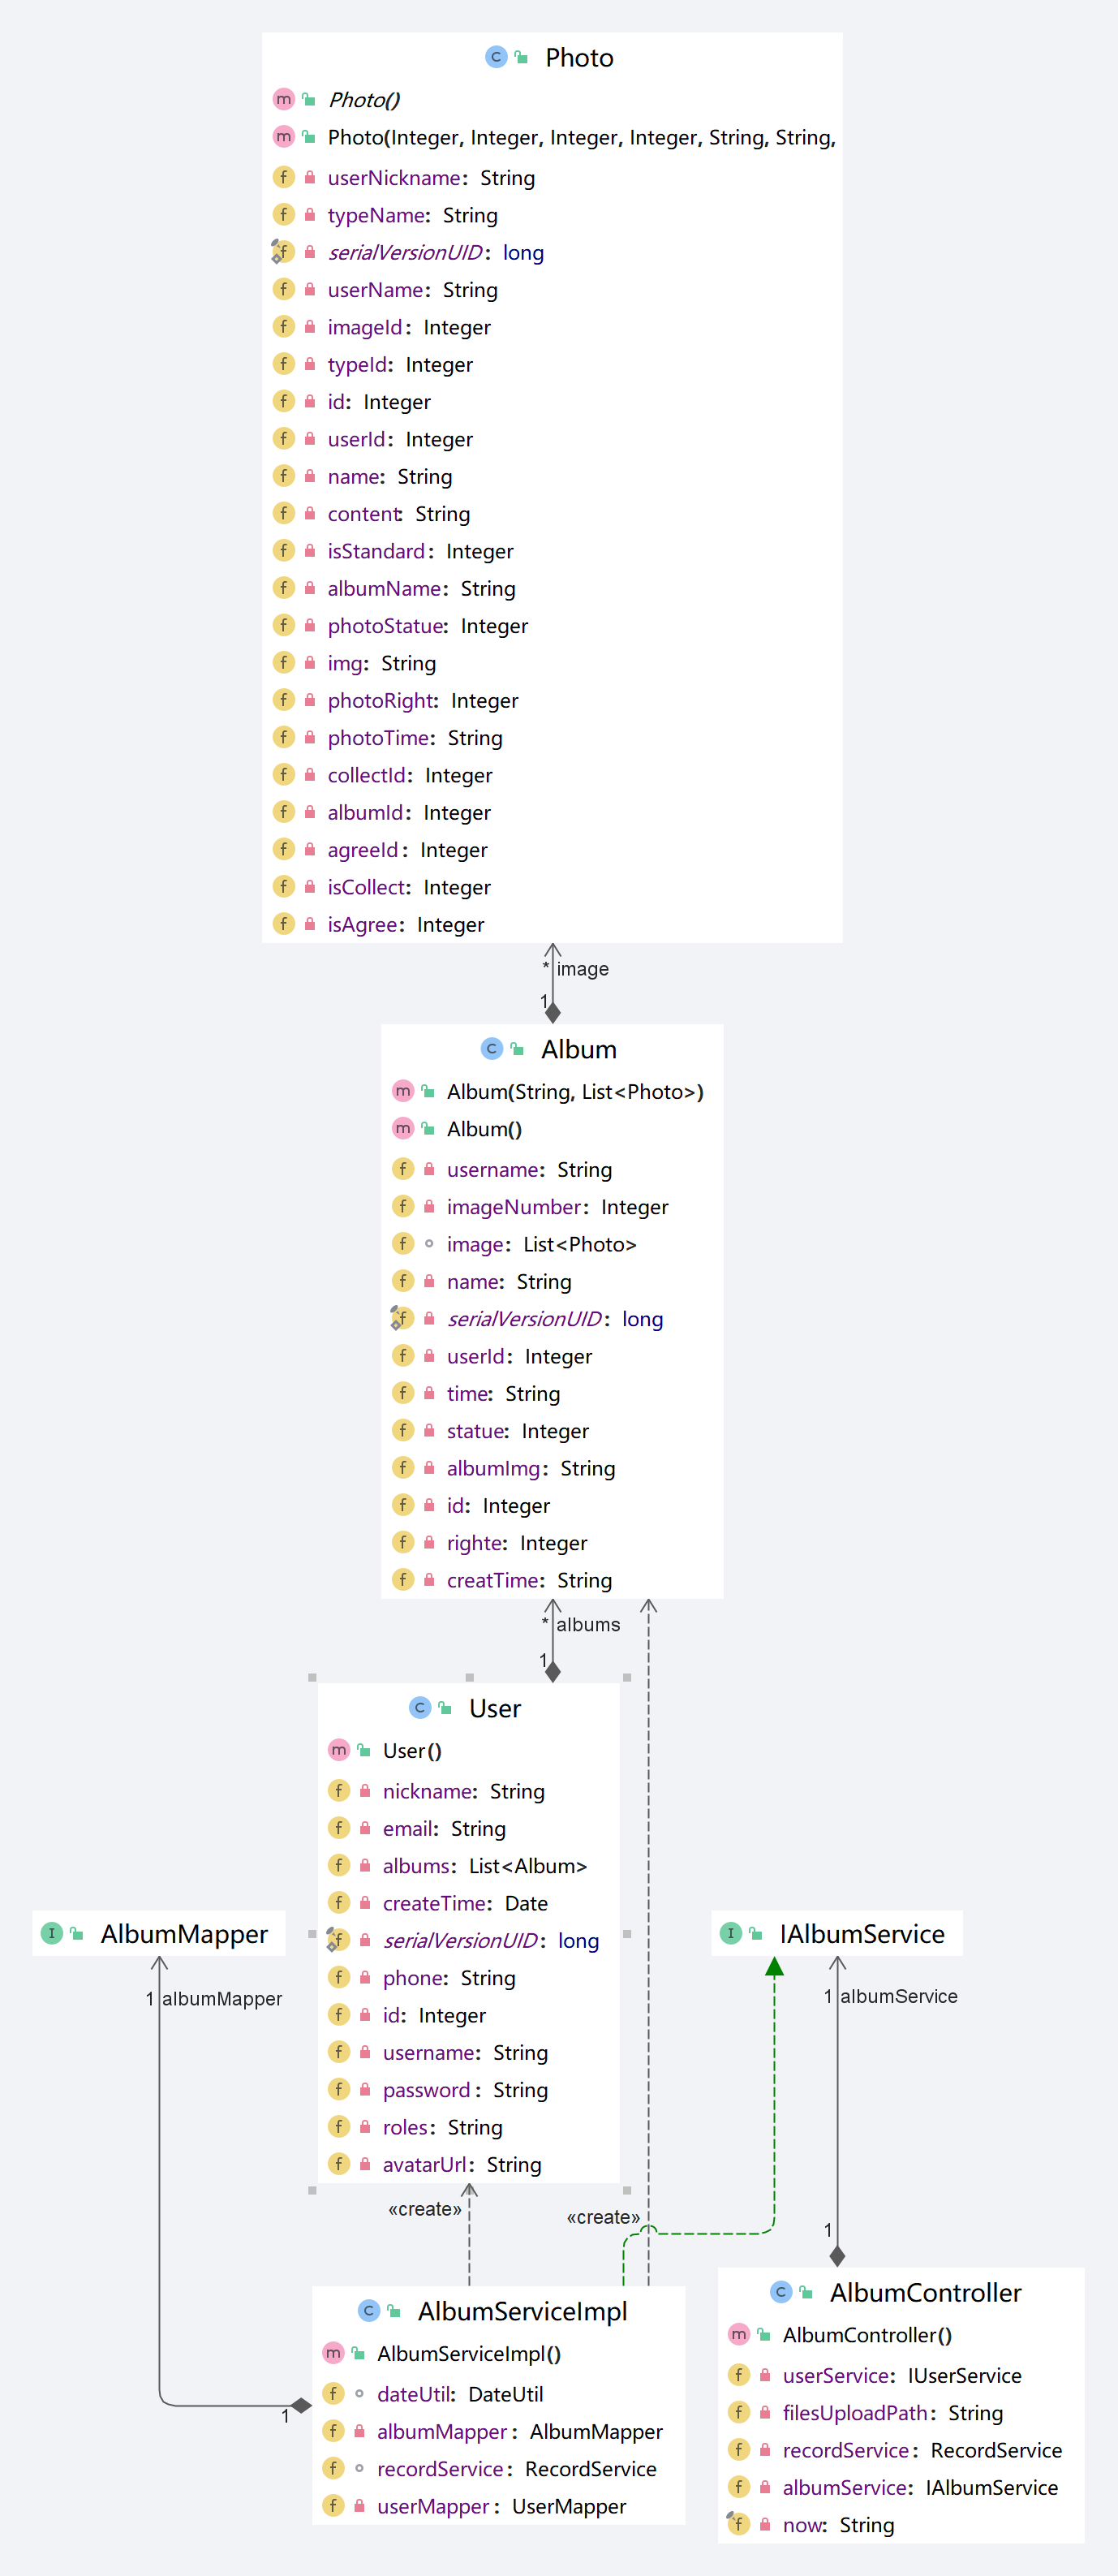 Photo
Photo()
Photo(Integer, Integer, Integer, Integer, String, String,
userNickname: String
typeName: String
serialVersionUID: long
userName: String
imageId: Integer
typeId: Integer
id: Integer
userId: Integer
name: String
content: String
isStandard: Integer
albumName: String
photoStatue: Integer
img: String
photoRight: Integer
photoTime: String
collectId: Integer
albumId: Integer
agreeId: Integer
isCollect: Integer
isAgree: Integer
* image
1
Album
Album(String, List<Photo>)
Album()
username: String
imageNumber: Integer
image: List<Photo>
name: String
serialVersionUID: long
userId: Integer
time: String
statue: Integer
albumImg: String
id: Integer
righte: Integer
creatTime: String
* albums
1
User
User()
nickname: String
email: String
albums: List<Album>
createTime: Date
serialVersionUID: long
phone: String
id: Integer
username: String
password: String
roles: String
avatarUrl: String
AlbumMapper
1 albumMapper
IAlbumService
1 albumService
«create»
«create»
1
AlbumServiceImpl
AlbumServiceImpl()
dateUtil: DateUtil
albumMapper: AlbumMapper
recordService: RecordService
userMapper: UserMapper
1
AlbumController
AlbumController()
userService: IUserService
filesUploadPath: String
recordService: RecordService
albumService: IAlbumService
now: String